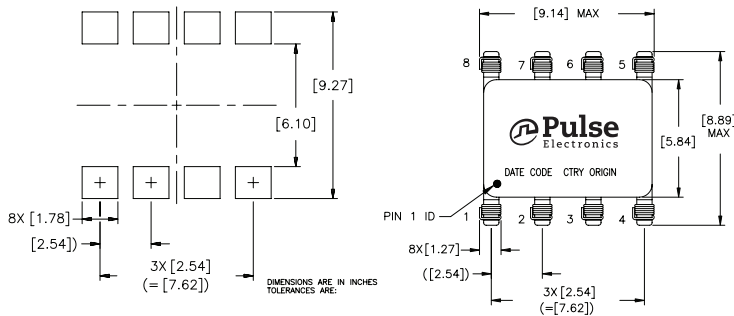 [9.27]
[6.10]
8X [1.78]
[2.54])
3X [2.54]
(=[7.62])
DIMENSIONS ARE IN INCHES
TOLERANCES ARE:
[9.14] MAX
8
7
6
5
Pulse
Electronics
DATE CODE CTRY ORIGIN
[5.84]
[8.89]
MAX
PIN 1 ID
1
2
3
4
8X[1.27]
([2.54])
3X [2.54]
(=[7.62])